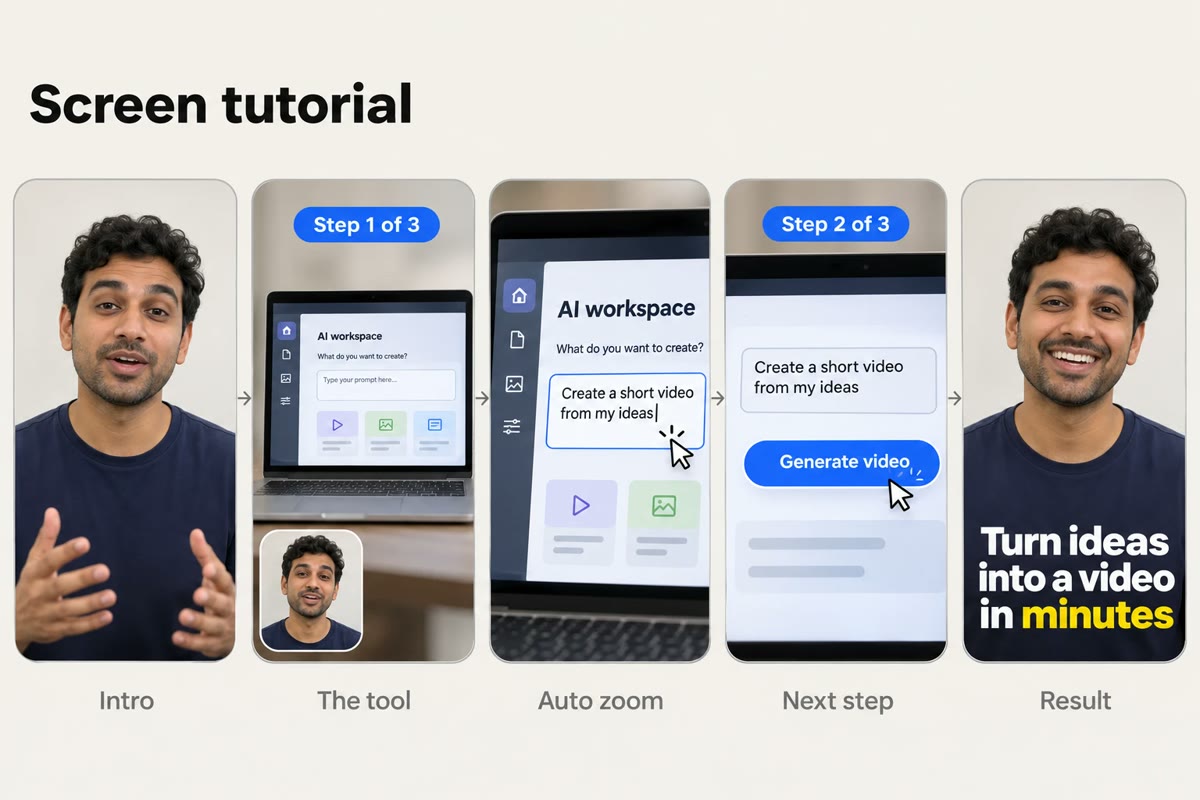 Screen tutorial
Step 1 of 3
AI workspace
What do you want to create?
Type your prompt here...
AI workspace
What do you want to create?
Create a short video
from my ideas
Step 2 of 3
Create a short video
from my ideas
Generate video
Turn ideas
into a video
in minutes
Intro
The tool
Auto zoom
Next step
Result